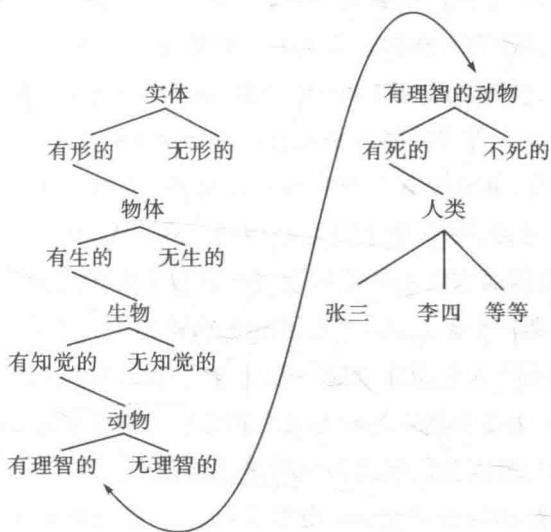 实体
有形的 无形的
物体
有生的 无生的
生物
有知觉的 无知觉的
动物
有理智的 无理智的
有理智的动物
有死的 不死的
人类
张三 李四 等等